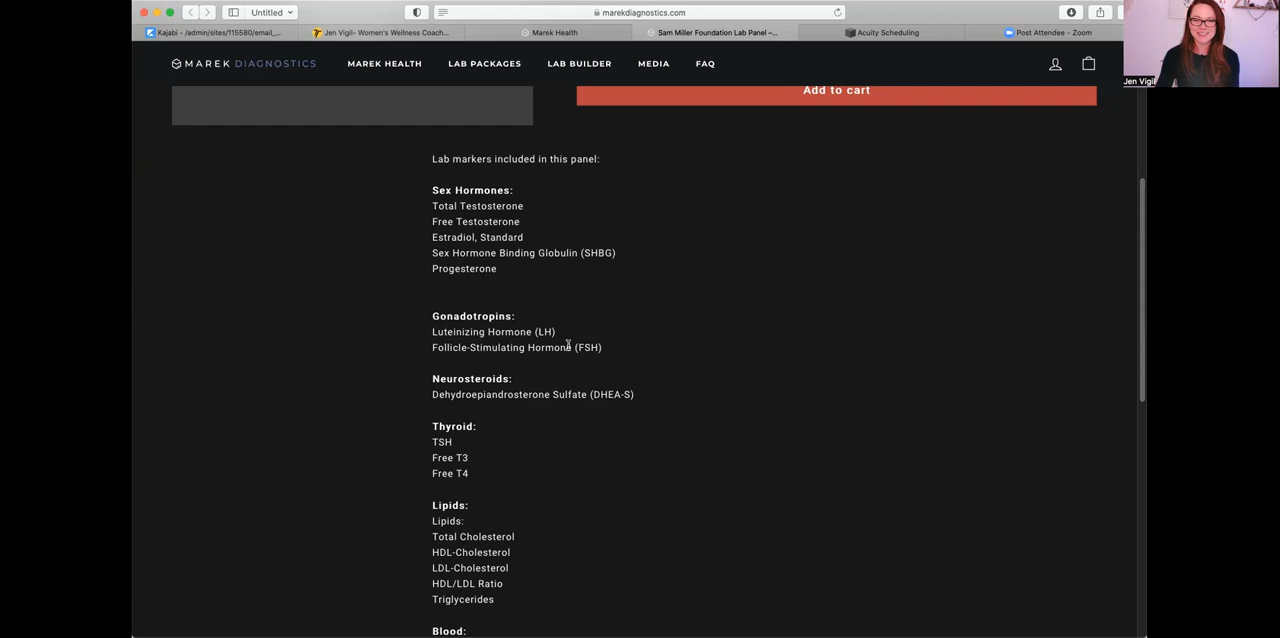 Untitled
marekdiagnostics.com
Kajabi - /admin/sites/115580/email_...
Jen Vigil- Women's Wellness Coach...
Marek Health
Sam Miller Foundation Lab Panel –...
Acuity Scheduling
Post Attendee - Zoom
Jen Vigil
MAREK DIAGNOSTICS
MAREK HEALTH
LAB PACKAGES
LAB BUILDER
MEDIA
FAQ
Add to cart
Lab markers included in this panel:
Sex Hormones:
Total Testosterone
Free Testosterone
Estradiol, Standard
Sex Hormone Binding Globulin (SHBG)
Progesterone
Gonadotropins:
Luteinizing Hormone (LH)
Follicle-Stimulating Hormone (FSH)
Neurosteroids:
Dehydroepiandrosterone Sulfate (DHEA-S)
Thyroid:
TSH
Free T3
Free T4
Lipids:
Lipids:
Total Cholesterol
HDL-Cholesterol
LDL-Cholesterol
HDL/LDL Ratio
Triglycerides
Blood: